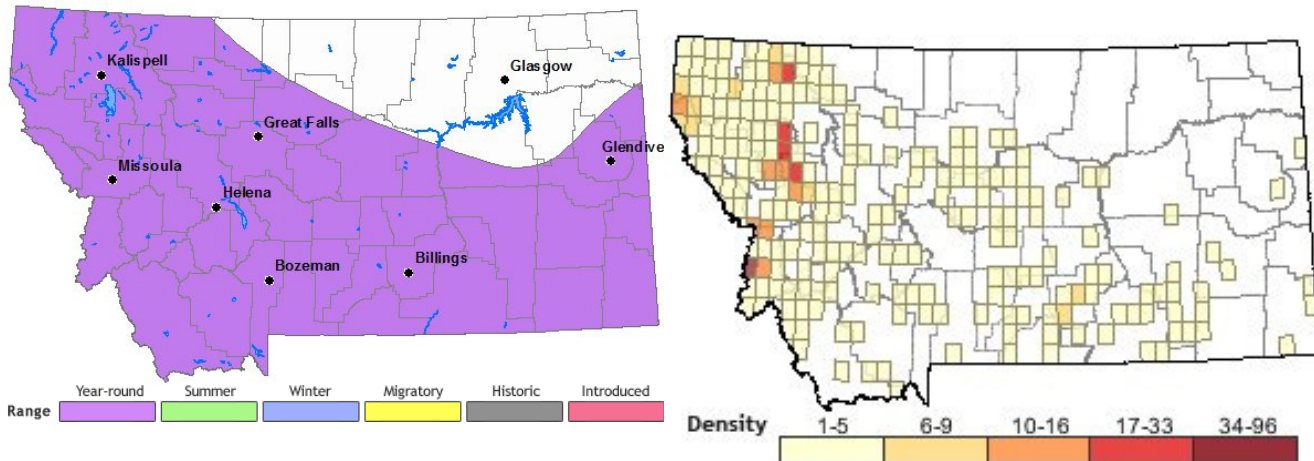 Kalispell
Glasgow
Great Falls
Glendive
Missoula
Helena
Bozeman
Billings
Year-round Summer Winter Migratory Historic Introduced
Range
Density 1-5 6-9 10-16 17-33 34-96